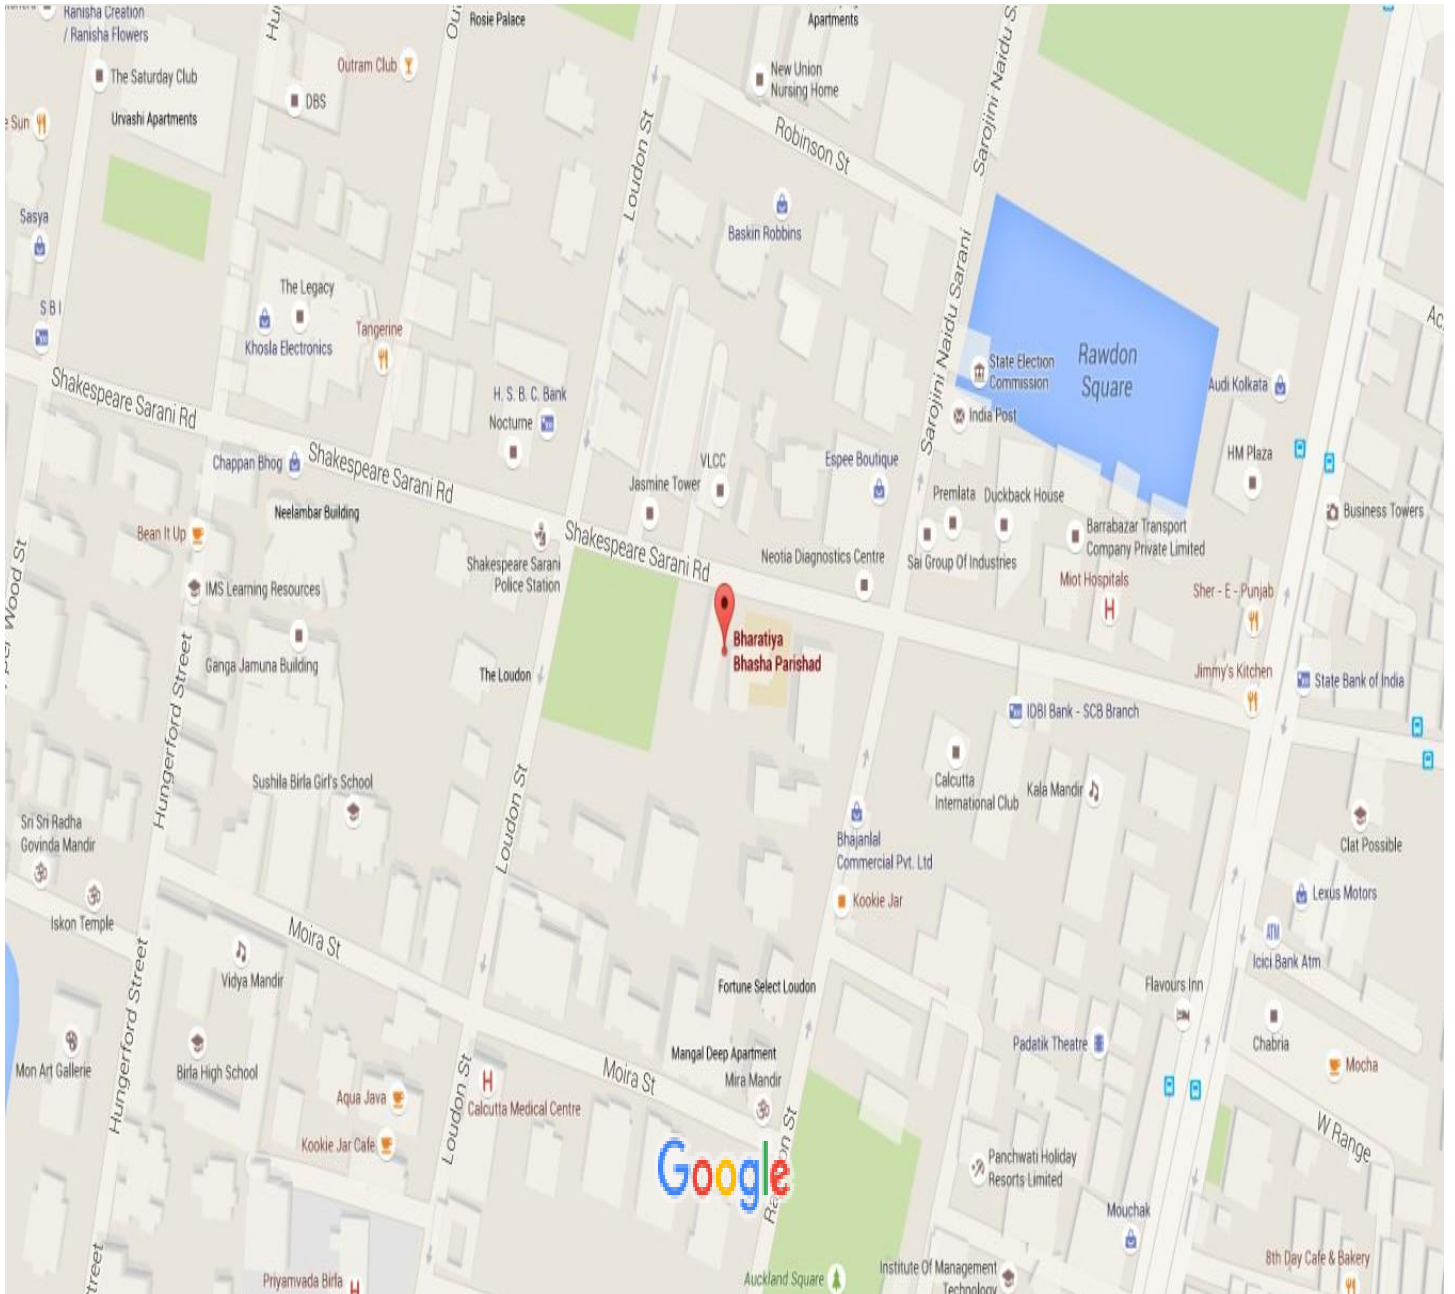 Ranisha Creation
/ Ranisha Flowers
Rosie Palace
Apartments
Outram Club
The Saturday Club
DBS
New Union
Nursing Home
Urvashi Apartments
Sun
Robinson St
Sarojini Naidu S
Loudon St
Sasya
Baskin Robbins
Sarojini Naidu Sarani
The Legacy
S B I
Khosla Electronics
Tangerine
State Election
Commission
Rawdon
Square
Audi Kolkata
Shakespeare Sarani Rd
H. S. B. C. Bank
Nocturne
India Post
Chappan Bhog
Shakespeare Sarani Rd
VLCC
Jasmine Tower
Espee Boutique
HM Plaza
Premlata
Duckback House
Neelambar Building
Business Towers
Bean It Up
Shakespeare Sarani Rd
Barrabazar Transport
Company Private Limited
Shakespeare Sarani
Police Station
Neotia Diagnostics Centre
Sai Group Of Industries
IMS Learning Resources
Miot Hospitals
Sher - E - Punjab
Wood St
Bharatiya
Bhasha Parishad
Ganga Jamuna Building
The Loudon
Jimmy's Kitchen
State Bank of India
Hungerford Street
IDBI Bank - SCB Branch
Sushila Birla Girl's School
Calcutta
International Club
Kala Mandir
Loudon St
Sri Sri Radha
Govinda Mandir
Bhajanlal
Commercial Pvt. Ltd
Clat Possible
Kookie Jar
Lexus Motors
Iskon Temple
Moira St
ATM
Icici Bank Atm
Vidya Mandir
Fortune Select Loudon
Flavours Inn
Hungerford Street
Mon Art Gallerie
Birla High School
Mangal Deep Apartment
Mira Mandir
Padatik Theatre
Chabria
Mocha
Moira St
Aqua Java
Loudon St
Calcutta Medical Centre
Kookie Jar Cafe
W Range
Google
on St
Panchwati Holiday
Resorts Limited
Mouchak
Street
Priyamvada Birla
Auckland Square
Institute Of Management
Technology
8th Day Cafe & Bakery